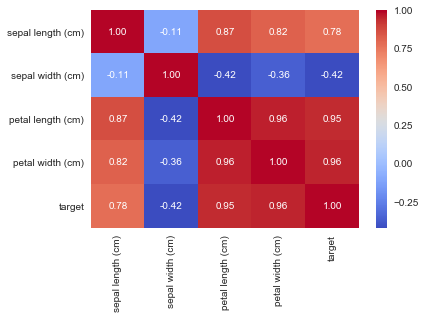 sepal length (cm) 1.00 -0.11 0.87 0.82 0.78
sepal width (cm) -0.11 1.00 -0.42 -0.36 -0.42
petal length (cm) 0.87 -0.42 1.00 0.96 0.95
petal width (cm) 0.82 -0.36 0.96 1.00 0.96
target 0.78 -0.42 0.95 0.96 1.00
sepal length (cm)
sepal width (cm)
petal length (cm)
petal width (cm)
target
1.00
0.75
0.50
0.25
0.00
−0.25